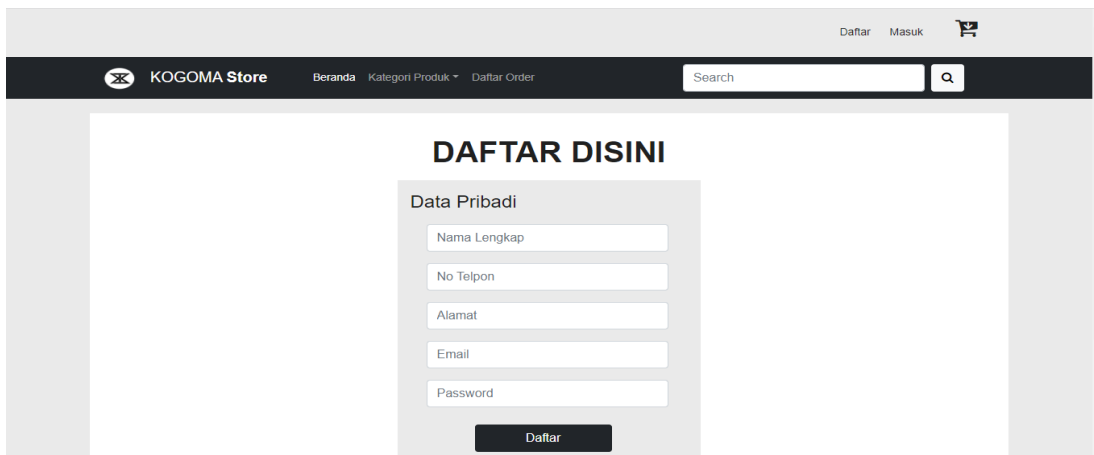 Daftar Masuk
KOGOMA Store Beranda Kategori Produk Daftar Order Search
DAFTAR DISINI
Data Pribadi
Nama Lengkap
No Telpon
Alamat
Email
Password
Daftar